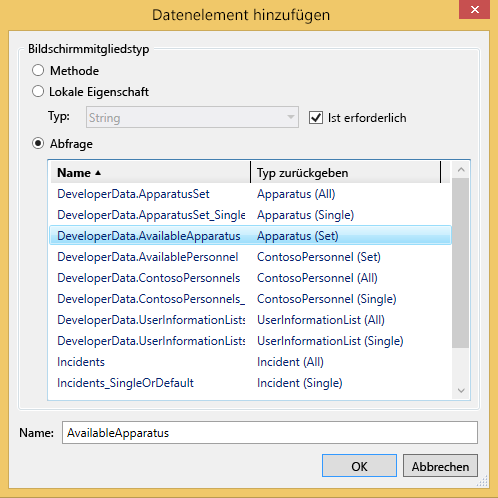 Datenelement hinzufügen
Bildschirmmitgliedstyp
Methode
Lokale Eigenschaft
Typ: String Ist erforderlich
Abfrage
Name Typ zurückgeben
DeveloperData.ApparatusSet Apparatus (All)
DeveloperData.ApparatusSet_Single Apparatus (Single)
DeveloperData.AvailableApparatus Apparatus (Set)
DeveloperData.AvailablePersonnel ContosoPersonnel (Set)
DeveloperData.ContosoPersonnels ContosoPersonnel (All)
DeveloperData.ContosoPersonnels_ ContosoPersonnel (Single)
DeveloperData.UserInformationLists UserInformationList (All)
DeveloperData.UserInformationLists UserInformationList (Single)
Incidents Incident (All)
Incidents_SingleOrDefault Incident (Single)
Name: AvailableApparatus
OK Abbrechen